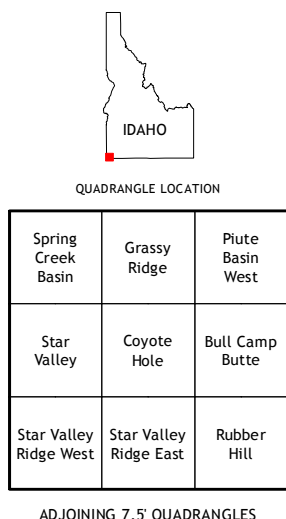 IDAHO
QUADRANGLE LOCATION
Spring
Creek
Basin
Grassy
Ridge
Piute
Basin
West
Star
Valley
Coyote
Hole
Bull Camp
Butte
Star Valley
Ridge West
Star Valley
Ridge East
Rubber
Hill
ADJOINING 7.5' QUADRANGLES